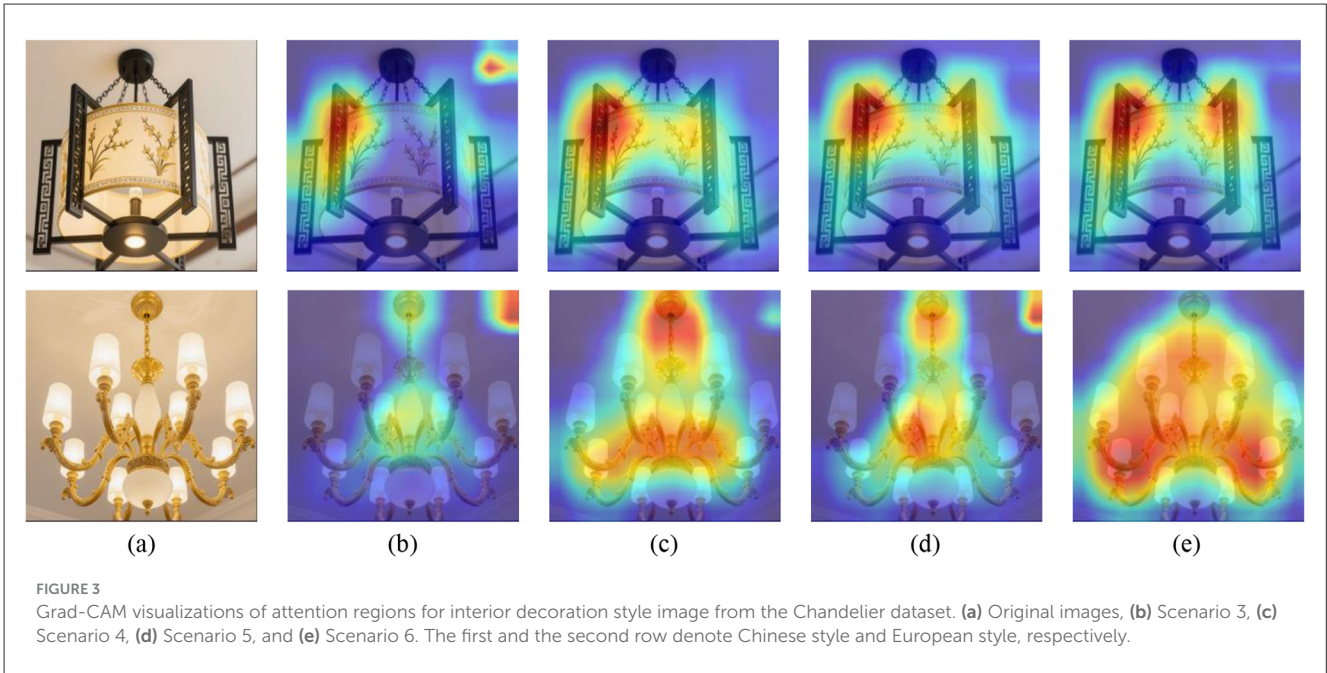 (a) (b) (c) (d) (e)
FIGURE 3
Grad-CAM visualizations of attention regions for interior decoration style image from the Chandelier dataset. (a) Original images, (b) Scenario 3, (c)
Scenario 4, (d) Scenario 5, and (e) Scenario 6. The first and the second row denote Chinese style and European style, respectively.